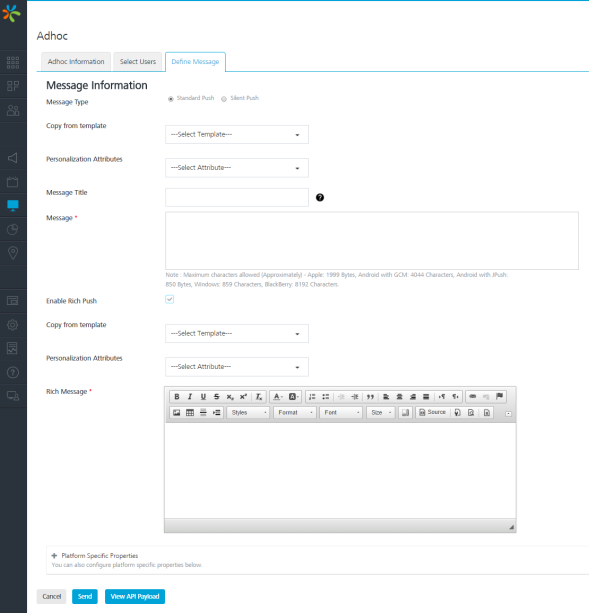 Adhoc
Adhoc Information Select Users Define Message
Message Information
Message Type Standard Push Silent Push
Copy from template
---Select Template---
Personalization Attributes
---Select Attribute---
Message Title
Message *
Note : Maximum characters allowed (Approximately) - Apple: 1999 Bytes, Android with GCM: 4044 Characters, Android with JPush:
850 Bytes, Windows: 859 Characters, BlackBerry: 8192 Characters.
Enable Rich Push
Copy from template
---Select Template---
Personalization Attributes
---Select Attribute---
Rich Message *
B I U S x₂ x² Tx A A
Styles Format Font Size Source
Platform Specific Properties
You can also configure platform specific properties below.
Cancel Send View API Payload